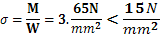 σ = M/W = 3.65N/mm² < 15N/mm²